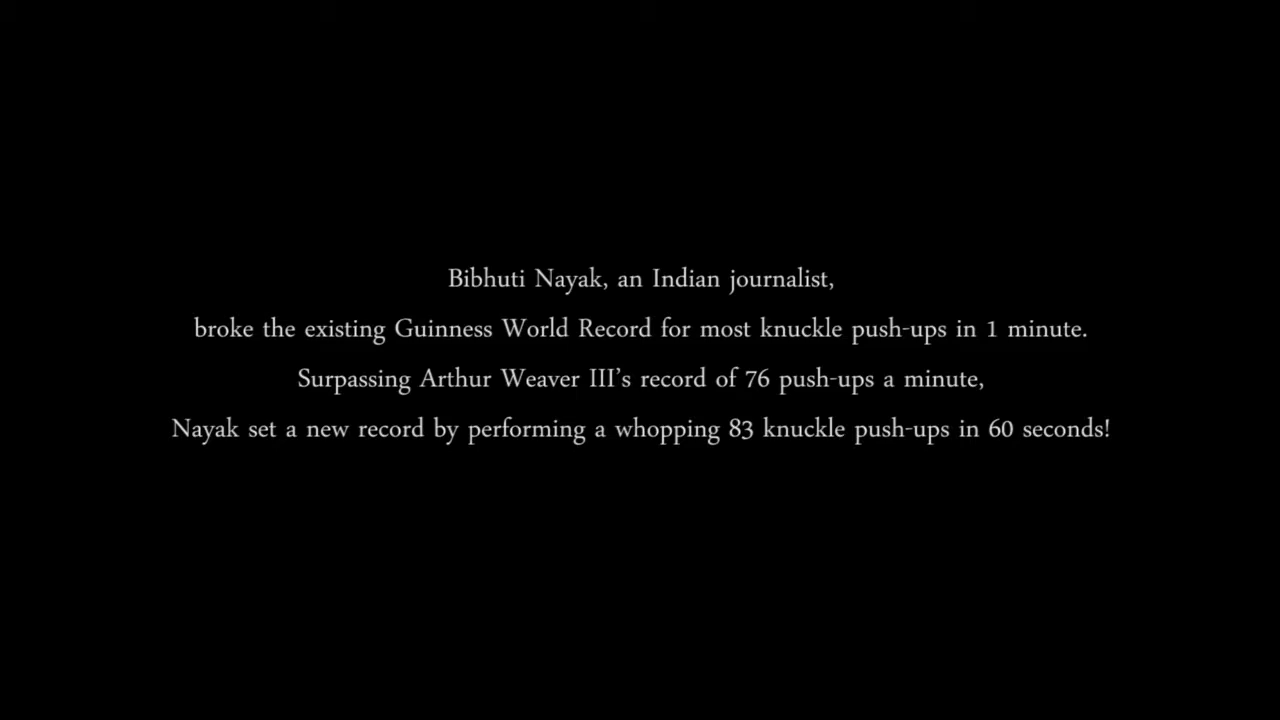 Bibhuti Nayak, an Indian journalist,
broke the existing Guinness World Record for most knuckle push-ups in 1 minute.
Surpassing Arthur Weaver III's record of 76 push-ups a minute,
Nayak set a new record by performing a whopping 83 knuckle push-ups in 60 seconds!